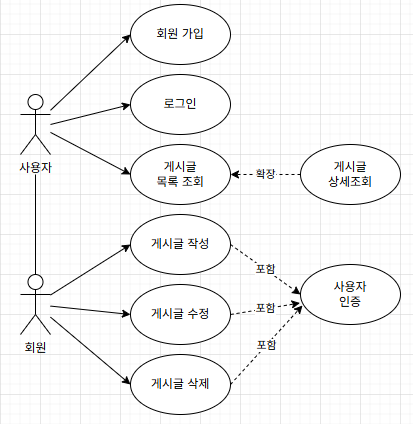 회원 가입
로그인
사용자
게시글
목록 조회
확장
게시글
상세조회
게시글 작성
포함
사용자
인증
게시글 수정
포함
회원
포함
게시글 삭제